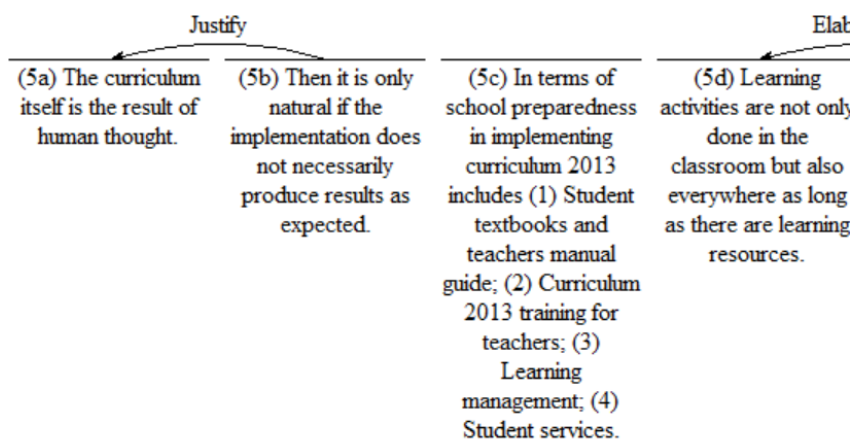 Justify
Elab
(5a) The curriculum
itself is the result of
human thought.
(5b) Then it is only
natural if the
implementation does
not necessarily
produce results as
expected.
(5c) In terms of
school preparedness
in implementing
curriculum 2013
includes (1) Student
textbooks and
teachers manual
guide; (2) Curriculum
2013 training for
teachers; (3)
Learning
management; (4)
Student services.
(5d) Learning
activities are not only
done in the
classroom but also
everywhere as long
as there are learning
resources.